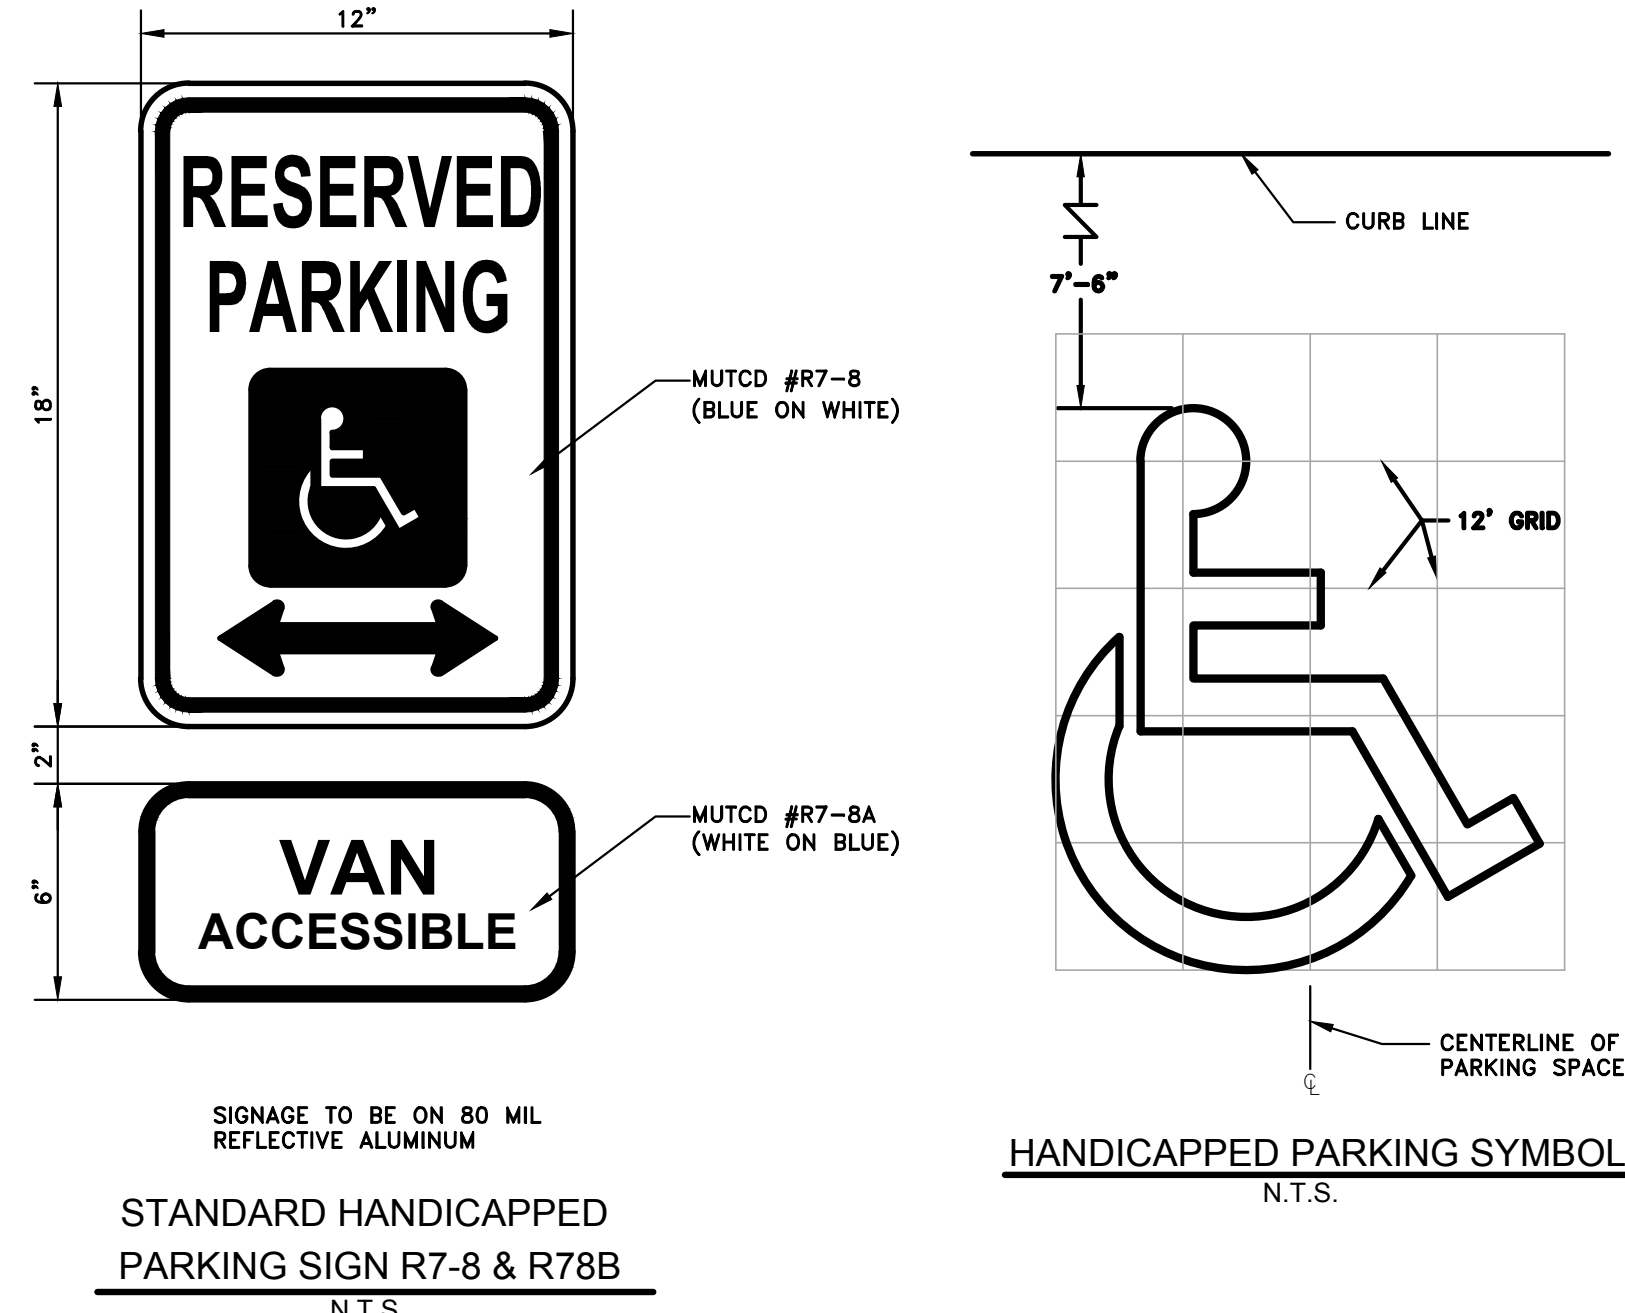 12"
18"
RESERVED
PARKING
MUTCD #R7-8
(BLUE ON WHITE)
2"
6"
VAN
ACCESSIBLE
MUTCD #R7-8A
(WHITE ON BLUE)
SIGNAGE TO BE ON 80 MIL
REFLECTIVE ALUMINUM
STANDARD HANDICAPPED
PARKING SIGN R7-8 & R78B
N.T.S.
CURB LINE
7'-6"
12' GRID
CENTERLINE OF
PARKING SPACE
℄
HANDICAPPED PARKING SYMBOL
N.T.S.